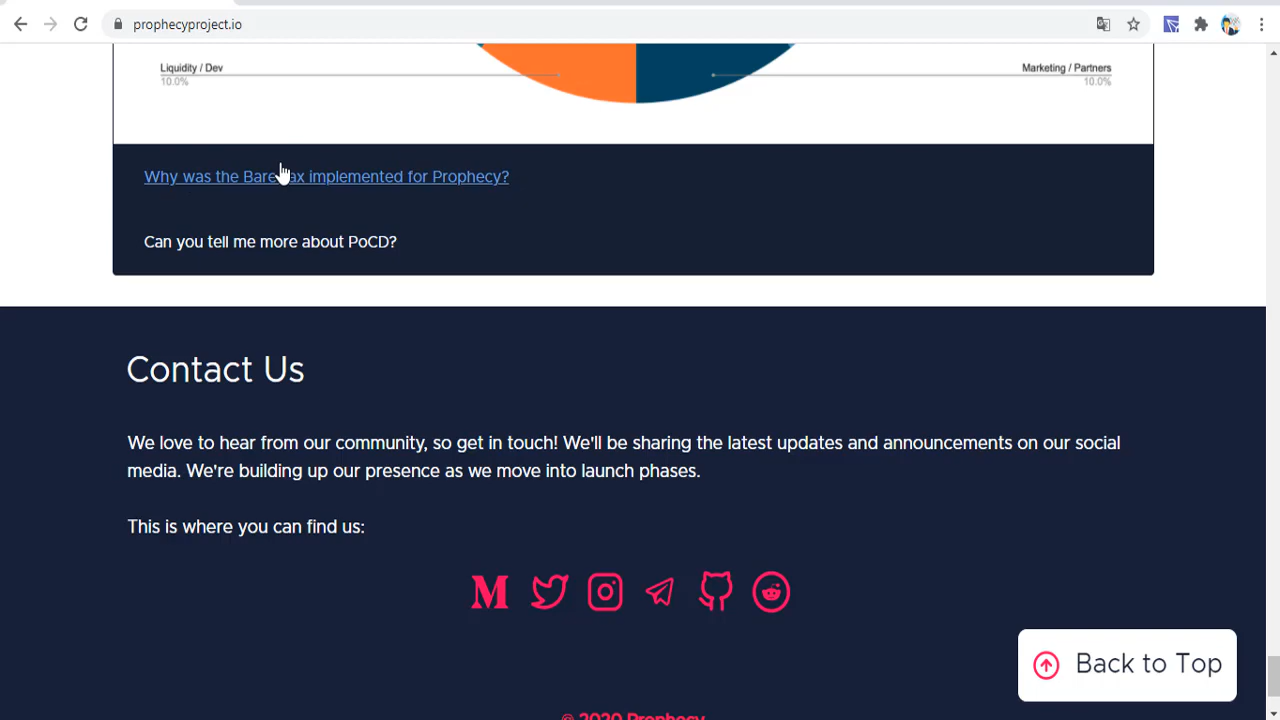 prophecyproject.io
Liquidity / Dev
10.0%
Marketing / Partners
10.0%
Why was the Bare ax implemented for Prophecy?
Can you tell me more about PoCD?
Contact Us
We love to hear from our community, so get in touch! We'll be sharing the latest updates and announcements on our social
media. We're building up our presence as we move into launch phases.
This is where you can find us:
Back to Top
© 2020 Prophecy